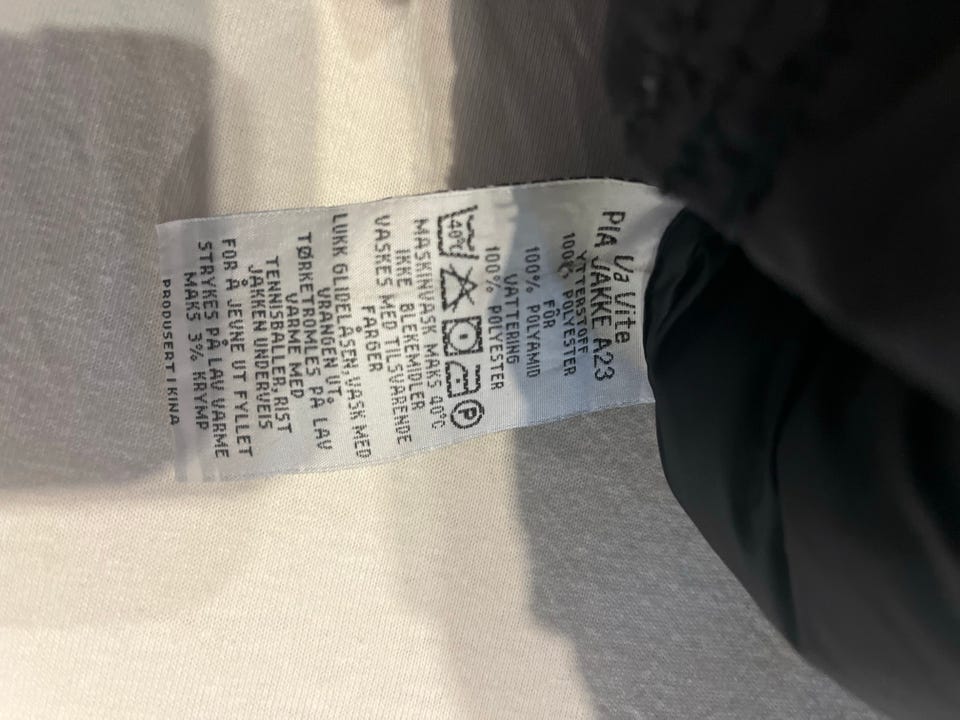 Va Vite
PIA JAKKE A23
YTTERSTOFF
100% POLYESTER
FÔR
100% POLYAMID
VATTERING
100% POLYESTER
40°C
P
MASKINVASK MAKS 40°C
IKKE BLEKEMIDLER
VASKES MED TILSVARENDE
FARGER
LUKK GLIDELÅSEN,VASK MED
VRANGEN UT.
TØRKETROMLES PÅ LAV
VARME MED
TENNISBALLER,RIST
JAKKEN UNDERVEIS
FOR Å JEVNE UT FYLLET
STRYKES PÅ LAV VARME
MAKS 3% KRYMP
PRODUSERT I KINA